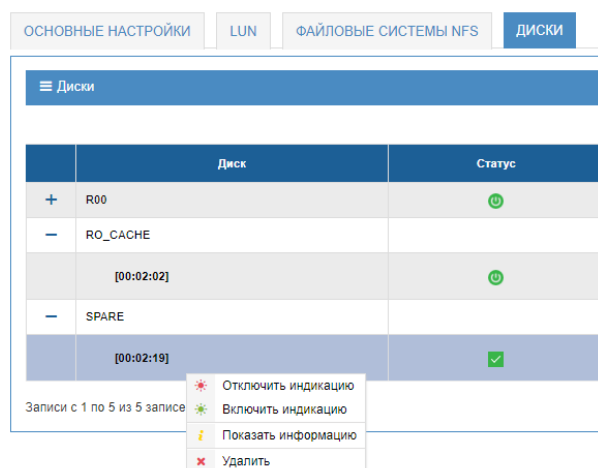 ОСНОВНЫЕ НАСТРОЙКИ LUN ФАЙЛОВЫЕ СИСТЕМЫ NFS ДИСКИ
Диски
Диск Статус
R00
RO_CACHE
[00:02:02]
SPARE
[00:02:19]
Отключить индикацию
Записи с 1 по 5 из 5 записе Включить индикацию
Показать информацию
Удалить